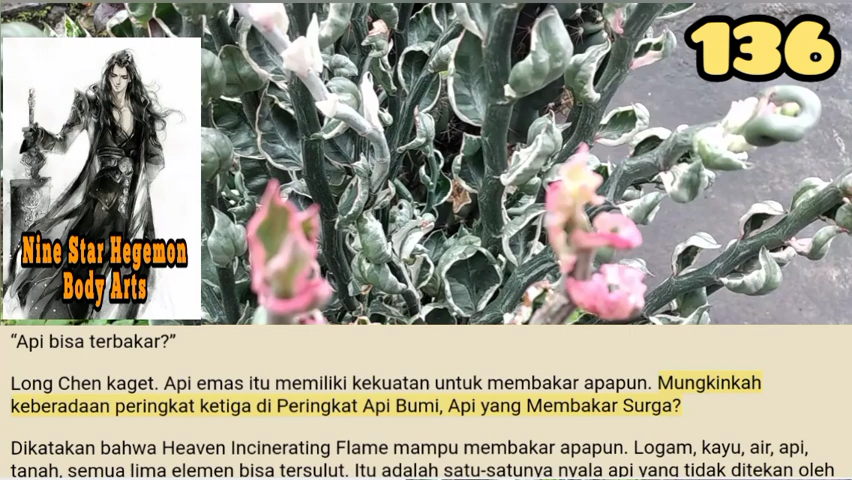 136
Nine Star Hegemon
Body Arts
“Api bisa terbakar?”
Long Chen kaget. Api emas itu memiliki kekuatan untuk membakar apapun. Mungkinkah
keberadaan peringkat ketiga di Peringkat Api Bumi, Api yang Membakar Surga?
Dikatakan bahwa Heaven Incinerating Flame mampu membakar apapun. Logam, kayu, air, api,
tanah, semua lima elemen bisa tersulut. Itu adalah satu-satunya nyala api yang tidak ditekan oleh